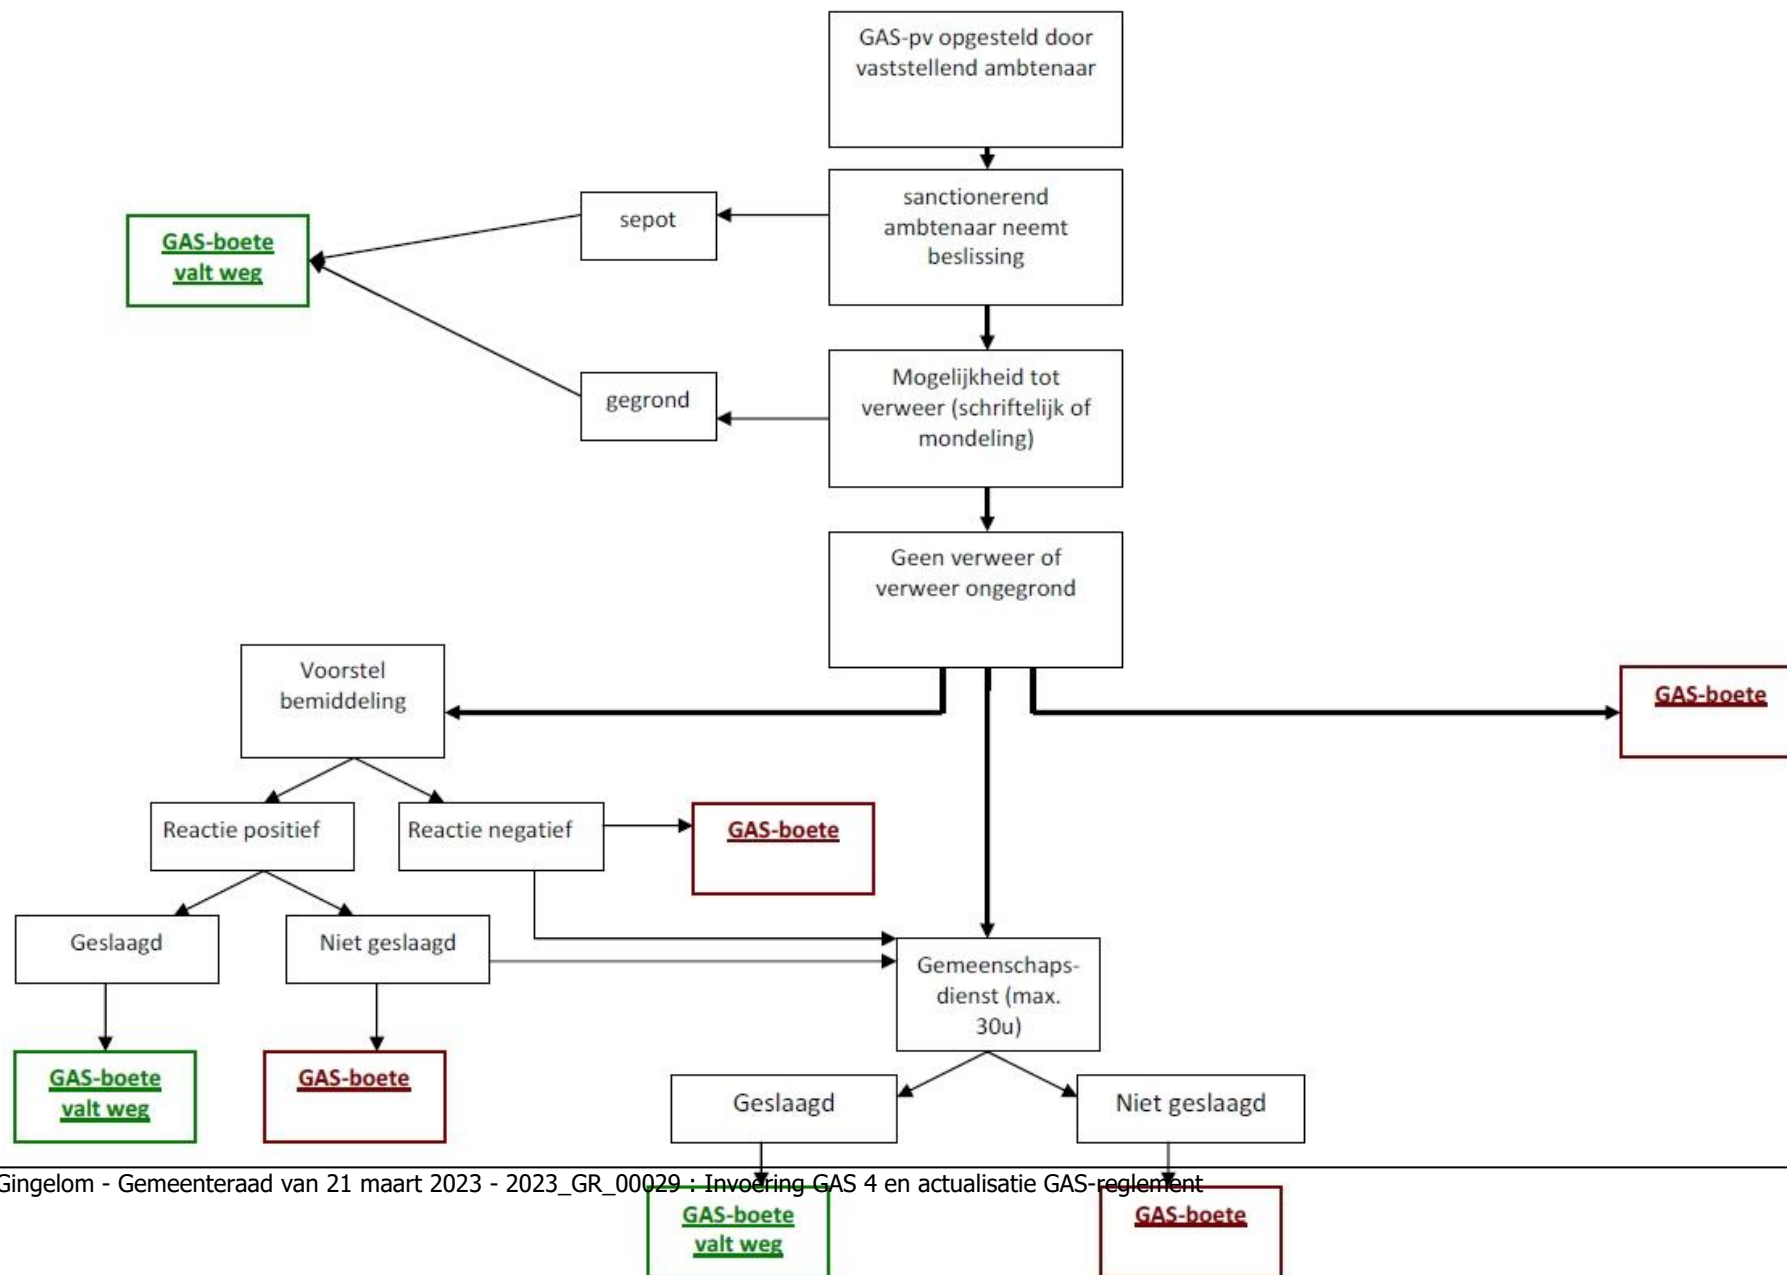 GAS-pv opgesteld door
vaststellend ambtenaar
sanctionerend
ambtenaar neemt
beslissing
sepot
GAS-boete
valt weg
Mogelijkheid tot
verweer (schriftelijk of
mondeling)
gegrond
Geen verweer of
verweer ongegrond
Voorstel
bemiddeling
GAS-boete
Reactie positief
Reactie negatief
GAS-boete
Geslaagd
Niet geslaagd
Gemeenschaps-
dienst (max.
30u)
GAS-boete
valt weg
GAS-boete
Geslaagd
Niet geslaagd
Gingelom - Gemeenteraad van 21 maart 2023 - 2023_GR_00029 : Invoering GAS 4 en actualisatie GAS-reglement
GAS-boete
valt weg
GAS-boete